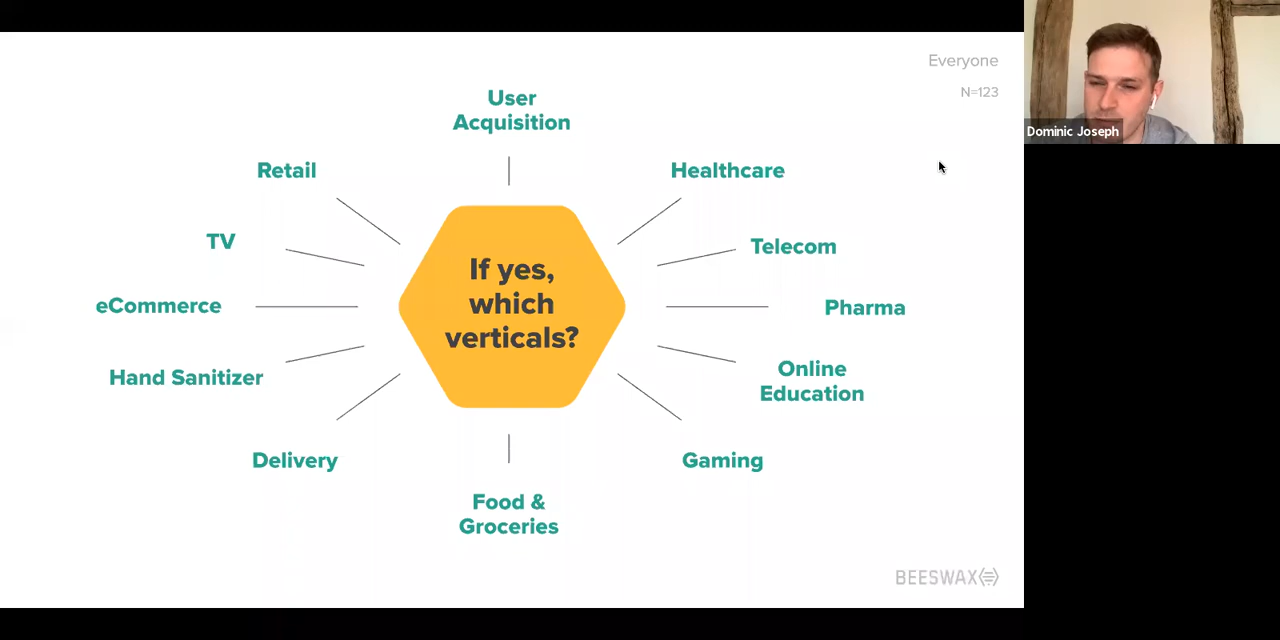 Everyone
N=123
User
Acquisition
Retail
Healthcare
TV
Telecom
eCommerce
Pharma
Hand Sanitizer
Online
Education
Delivery
Gaming
Food &
Groceries
If yes,
which
verticals?
BEESWAX
Dominic Joseph